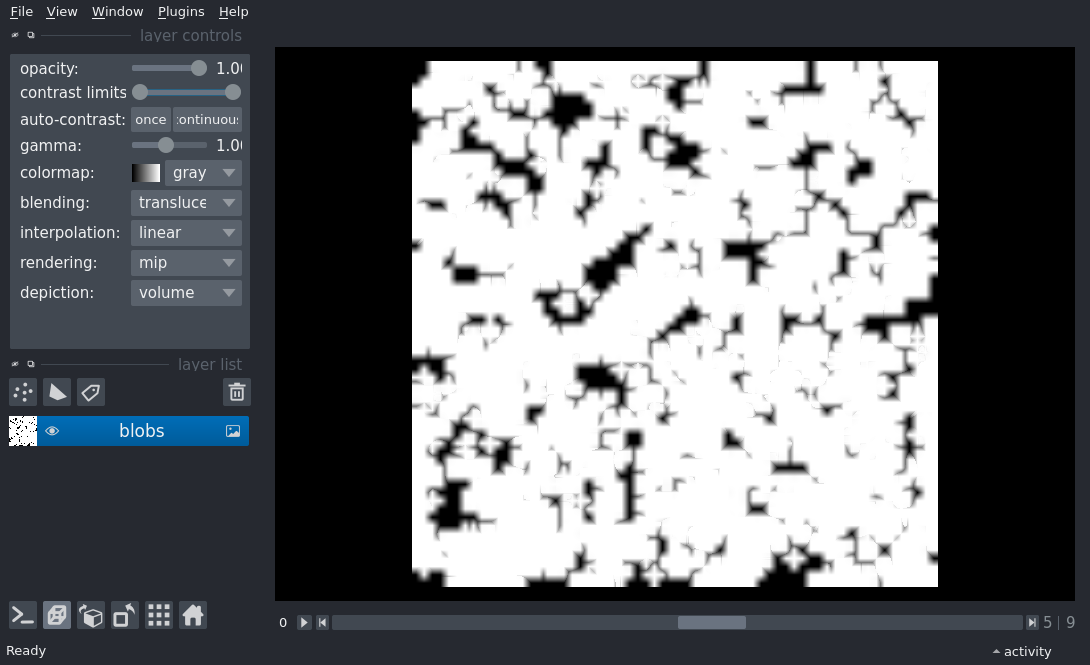 File View Window Plugins Help
layer controls
opacity: 1.00
contrast limits
auto-contrast: once continuous
gamma: 1.00
colormap: gray
blending: transluce
interpolation: linear
rendering: mip
depiction: volume
layer list
blobs
0 5 | 9
Ready activity